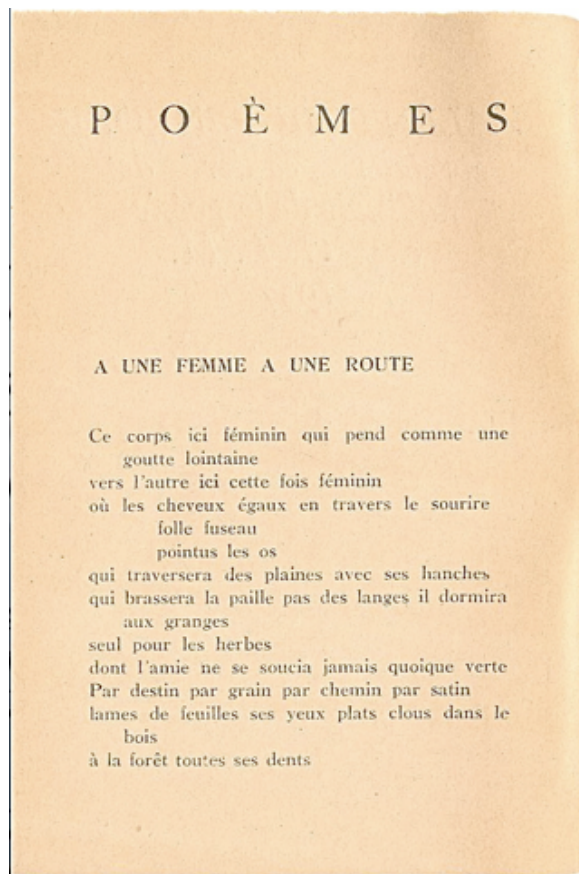 POÈMES
A UNE FEMME A UNE ROUTE
Ce corps ici féminin qui pend comme une
goutte lointaine
vers l'autre ici cette fois féminin
où les cheveux égaux en travers le sourire
folle fuseau
pointus les os
qui traversera des plaines avec ses hanches
qui brassera la paille pas des langes il dormira
aux granges
seul pour les herbes
dont l'amie ne se soucia jamais quoique verte
Par destin par grain par chemin par satin
lames de feuilles ses yeux plats clous dans le
bois
à la forêt toutes ses dents